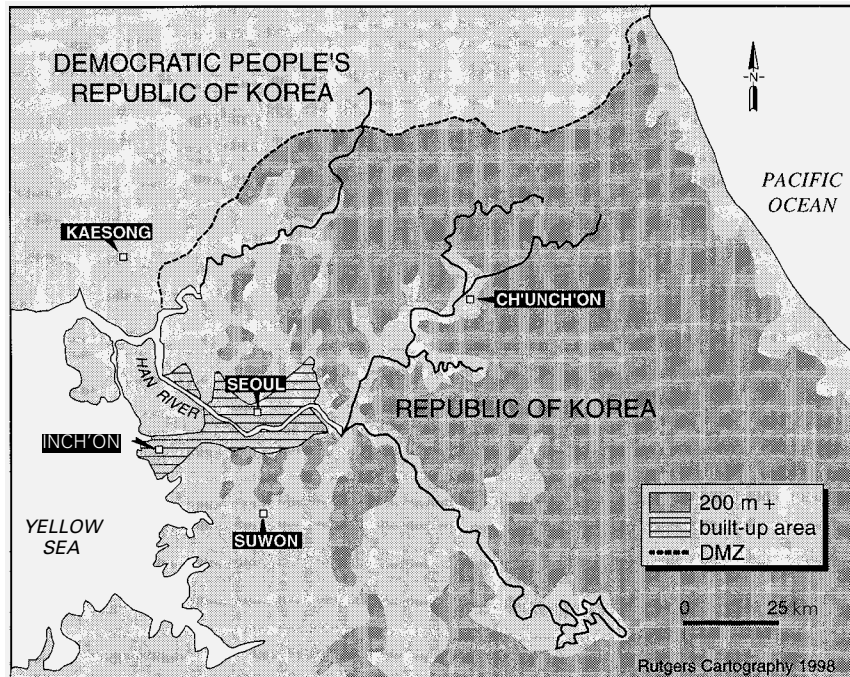 DEMOCRATIC PEOPLE'S
REPUBLIC OF KOREA
-N-
PACIFIC
OCEAN
KAESONG
CH'UNCH'ON
HAN RIVER
SEOUL
REPUBLIC OF KOREA
INCH'ON
YELLOW
SEA
SUWON
200 m +
built-up area
DMZ
0 25 km
Rutgers Cartography 1998